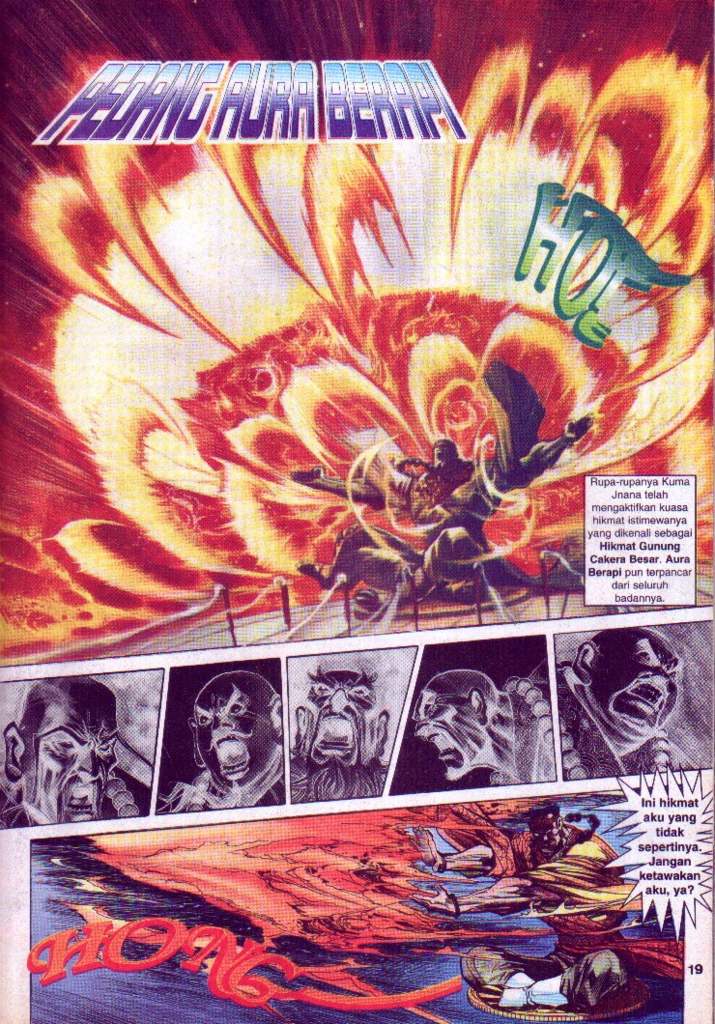 PEDANG AURA BERAPI
HOE
Rupa-rupanya Kuma
Jnana telah
mengaktifkan kuasa
hikmat istimewanya
yang dikenali sebagai
Hikmat Gunung
Cakera Besar. Aura
Berapi pun terpancar
dari seluruh
badannya.
Ini hikmat
aku yang
tidak
sepertinya.
Jangan
ketawakan
aku, ya?
HONG
19